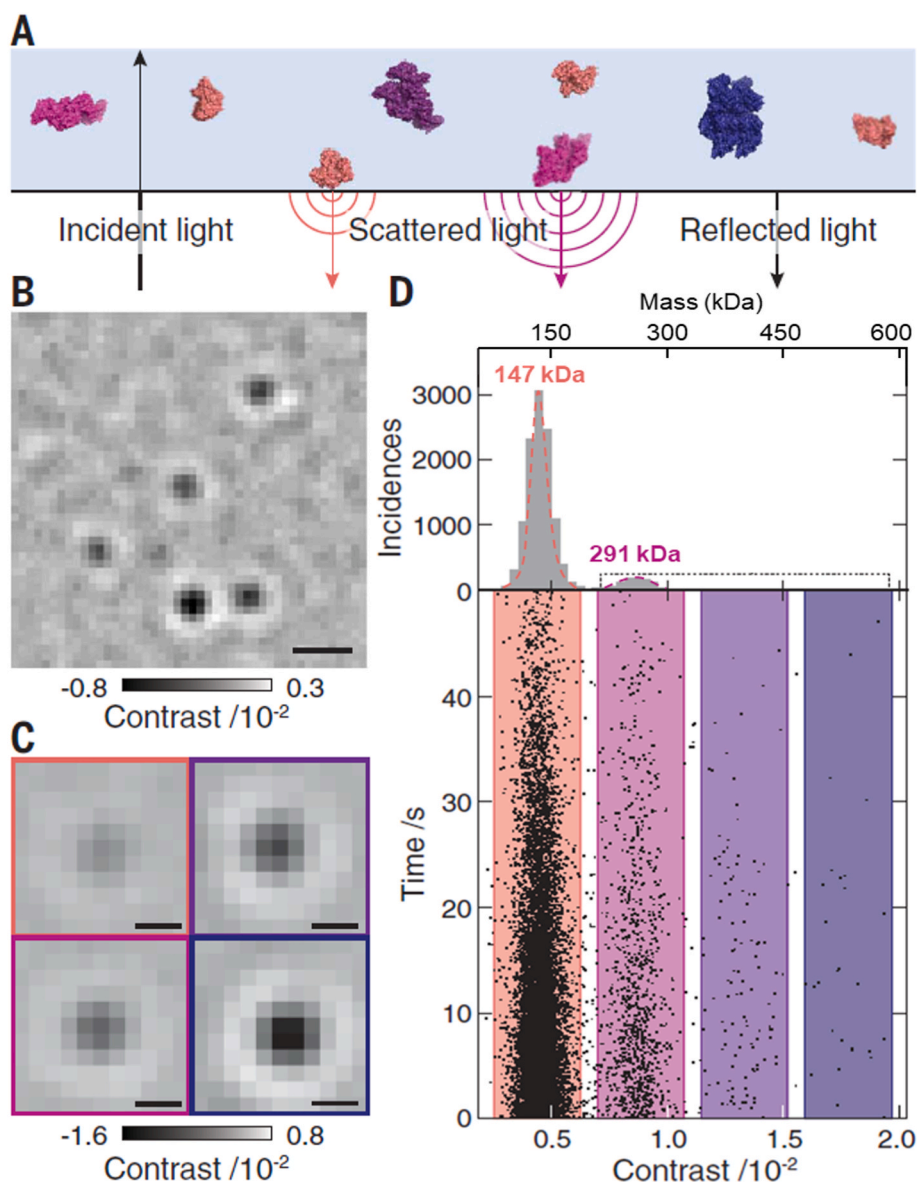 A
Incident light
Scattered light
Reflected light
B
-0.8
0.3
Contrast /10-2
C
-1.6
0.8
Contrast /10-2
D
Mass (kDa)
150
300
450
600
147 kDa
3000
2000
1000
0
Incidences
291 kDa
40
30
20
10
0
Time /s
0.5
1.0
1.5
2.0
Contrast /10-2